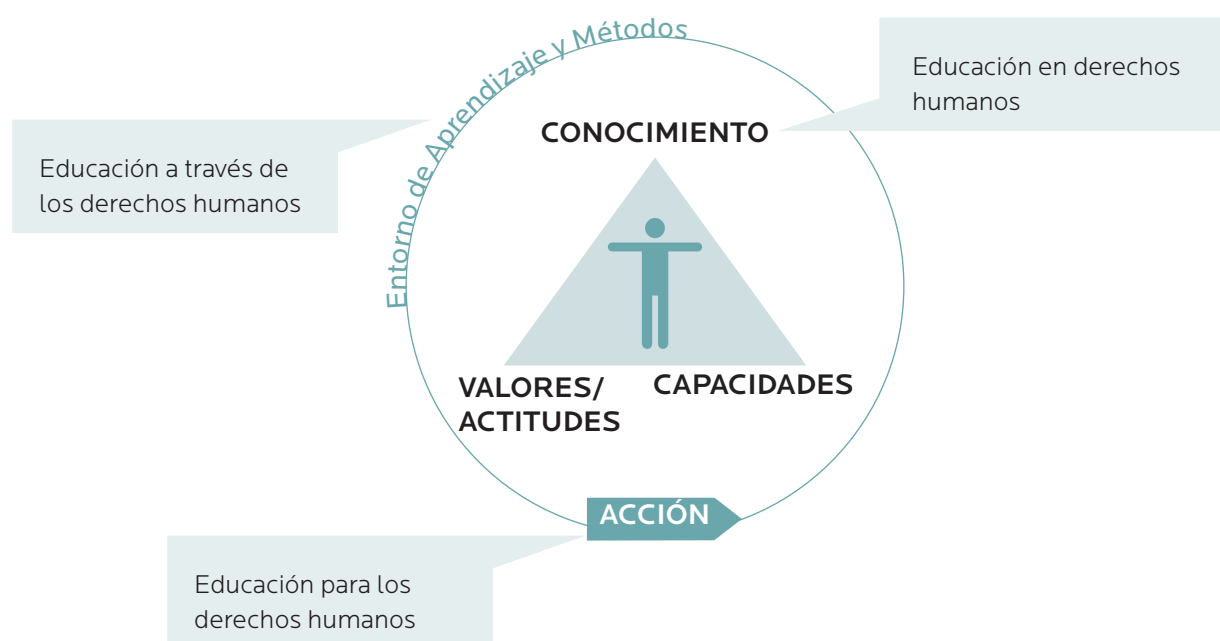 Entorno de Aprendizaje y Métodos
Educación en derechos
humanos
CONOCIMIENTO
Educación a través de
los derechos humanos
VALORES/
ACTITUDES
CAPACIDADES
ACCIÓN
Educación para los
derechos humanos